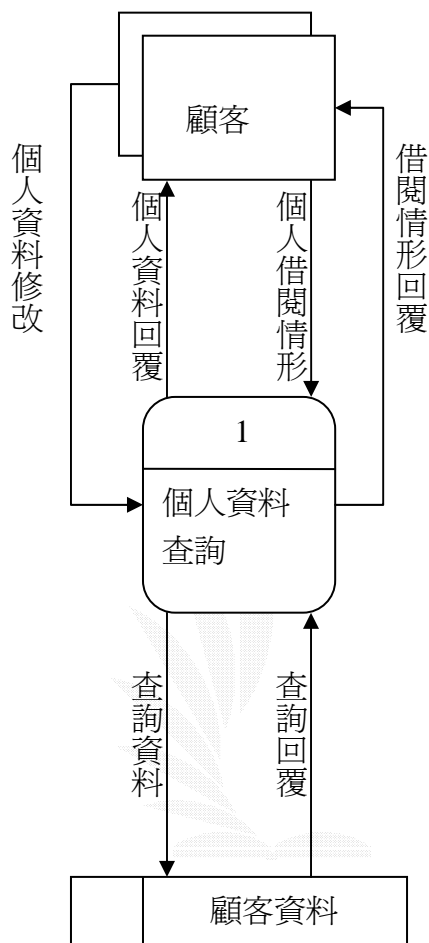 顧客
個人資料修改
個人資料回覆
個人借閱情形
借閱情形回覆
1
個人資料
查詢
查詢資料
查詢回覆
顧客資料